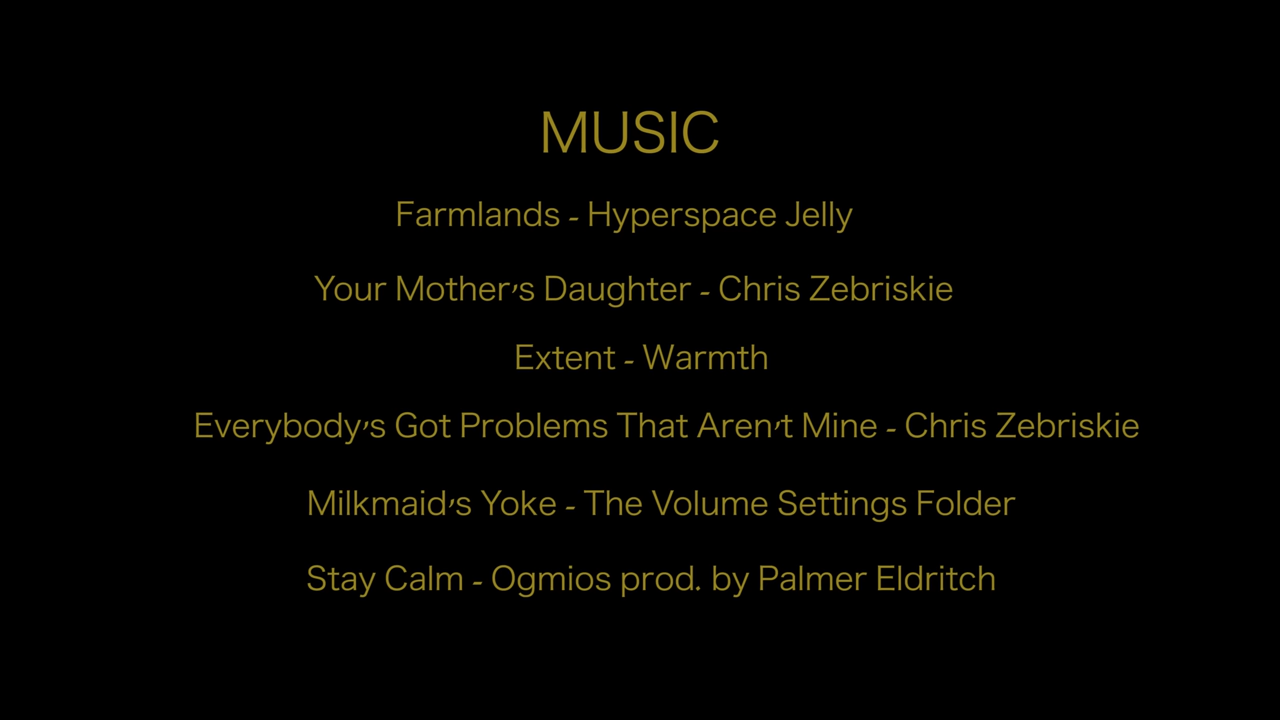 MUSIC
Farmlands - Hyperspace Jelly
Your Mother's Daughter - Chris Zebriskie
Extent - Warmth
Everybody's Got Problems That Aren't Mine - Chris Zebriskie
Milkmaid's Yoke - The Volume Settings Folder
Stay Calm - Ogmios prod. by Palmer Eldritch